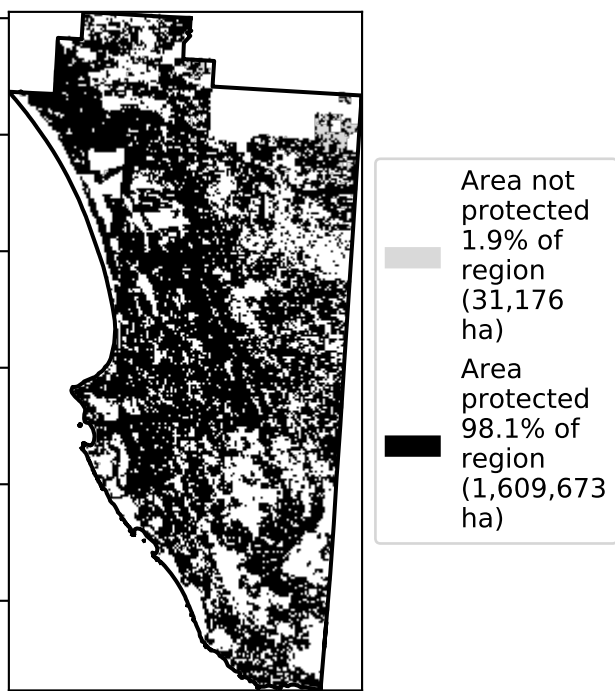 Area not
protected
1.9% of
region
(31,176
ha)
Area
protected
98.1% of
region
(1,609,673
ha)